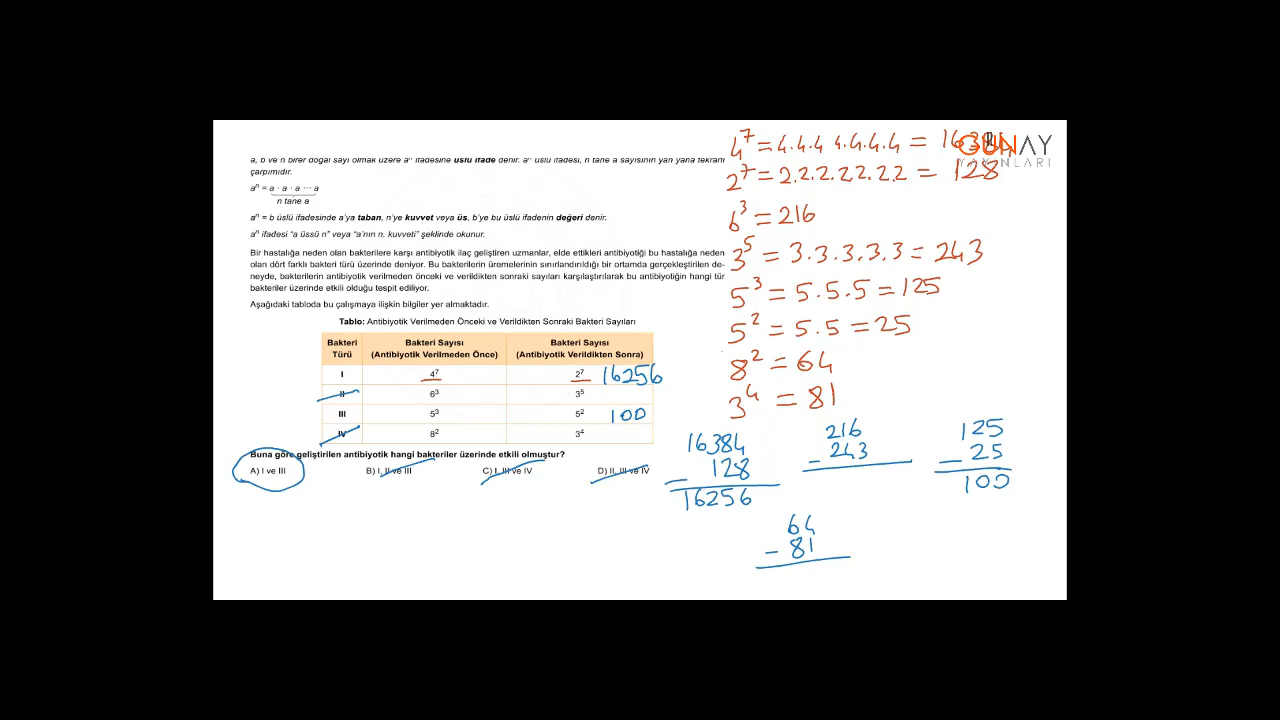 a, b ve n birer doğal sayı olmak üzere aⁿ ifadesine üslü ifade denir. aⁿ üslü ifadesi, n tane a sayısının yan yana tekrarlı
çarpımıdır.
aⁿ = a · a · a ··· a
n tane a
aⁿ = b üslü ifadesinde a'ya taban, n'ye kuvvet veya üs, b'ye bu üslü ifadenin değeri denir.
aⁿ ifadesi "a üssü n" veya "a'nın n. kuvveti" şeklinde okunur.
Bir hastalığa neden olan bakterilere karşı antibiyotik ilaç geliştiren uzmanlar, elde ettikleri antibiyotiği bu hastalığa neden
olan dört farklı bakteri türü üzerinde deniyor. Bu bakterilerin üremelerinin sınırlandırıldığı bir ortamda gerçekleştirilen de-
neyde, bakterilerin antibiyotik verilmeden önceki ve verildikten sonraki sayıları karşılaştırılarak bu antibiyotiğin hangi tür
bakteriler üzerinde etkili olduğu tespit ediliyor.
Aşağıdaki tabloda bu çalışmaya ilişkin bilgiler yer almaktadır.
Tablo: Antibiyotik Verilmeden Önceki ve Verildikten Sonraki Bakteri Sayıları
Bakteri Türü Bakteri Sayısı (Antibiyotik Verilmeden Önce) Bakteri Sayısı (Antibiyotik Verildikten Sonra)
I 4⁷ 2⁷ 16256
II 6³ 3⁵
III 5³ 5² 100
IV 8² 3⁴
Buna göre geliştirilen antibiyotik hangi bakteriler üzerinde etkili olmuştur?
A) I ve III B) I, II ve III C) I, III ve IV D) II, III ve IV
GÜNAY
YAYINLARI
4⁷ = 4.4.4 4.4.4.4 = 16384
2⁷ = 2.2.2.2.2.2.2 = 128
6³ = 216
3⁵ = 3.3.3.3.3 = 243
5³ = 5.5.5 = 125
5² = 5.5 = 25
8² = 64
3⁴ = 81
16384
- 128
16256
216
- 243
125
- 25
100
64
- 81